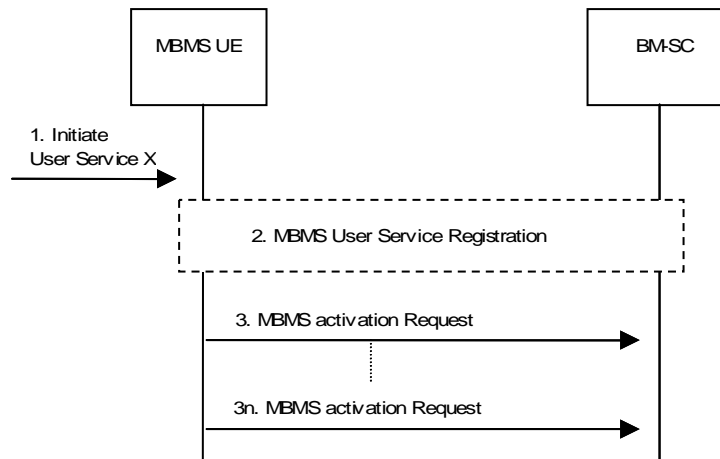 MBMS UE
BM-SC
1. Initiate
User Service X
2. MBMS User Service Registration
3. MBMS activation Request
3n. MBMS activation Request